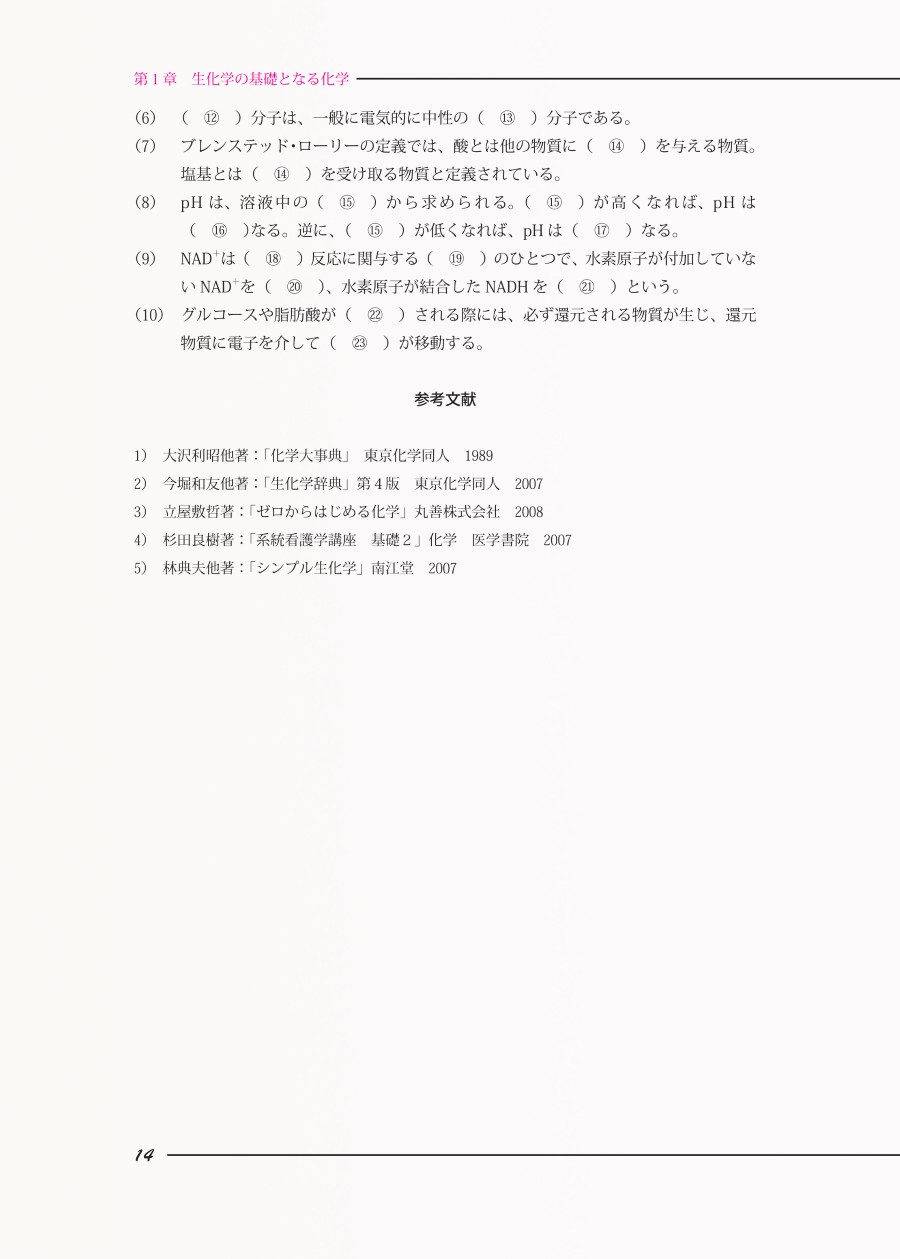 第1章　生化学の基礎となる化学
（6）　（　⑫　）分子は、一般に電気的に中性の（　⑬　）分子である。
（7）　ブレンステッド・ローリーの定義では、酸とは他の物質に（　⑭　）を与える物質。
塩基とは（　⑭　）を受け取る物質と定義されている。
（8）　pH は、溶液中の（　⑮　）から求められる。（　⑮　）が高くなれば、pH は
（　⑯　）なる。逆に、（　⑮　）が低くなれば、pH は（　⑰　）なる。
（9）　NAD⁺は（　⑱　）反応に関与する（　⑲　）のひとつで、水素原子が付加していな
い NAD⁺を（　⑳　）、水素原子が結合した NADH を（　㉑　）という。
（10）　グルコースや脂肪酸が（　㉒　）される際には、必ず還元される物質が生じ、還元
物質に電子を介して（　㉓　）が移動する。
参考文献
1）　大沢利昭他著：「化学大事典」　東京化学同人　1989
2）　今堀和友他著：「生化学辞典」第4版　東京化学同人　2007
3）　立屋敷哲著：「ゼロからはじめる化学」丸善株式会社　2008
4）　杉田良樹著：「系統看護学講座　基礎２」化学　医学書院　2007
5）　林典夫他著：「シンプル生化学」南江堂　2007
14